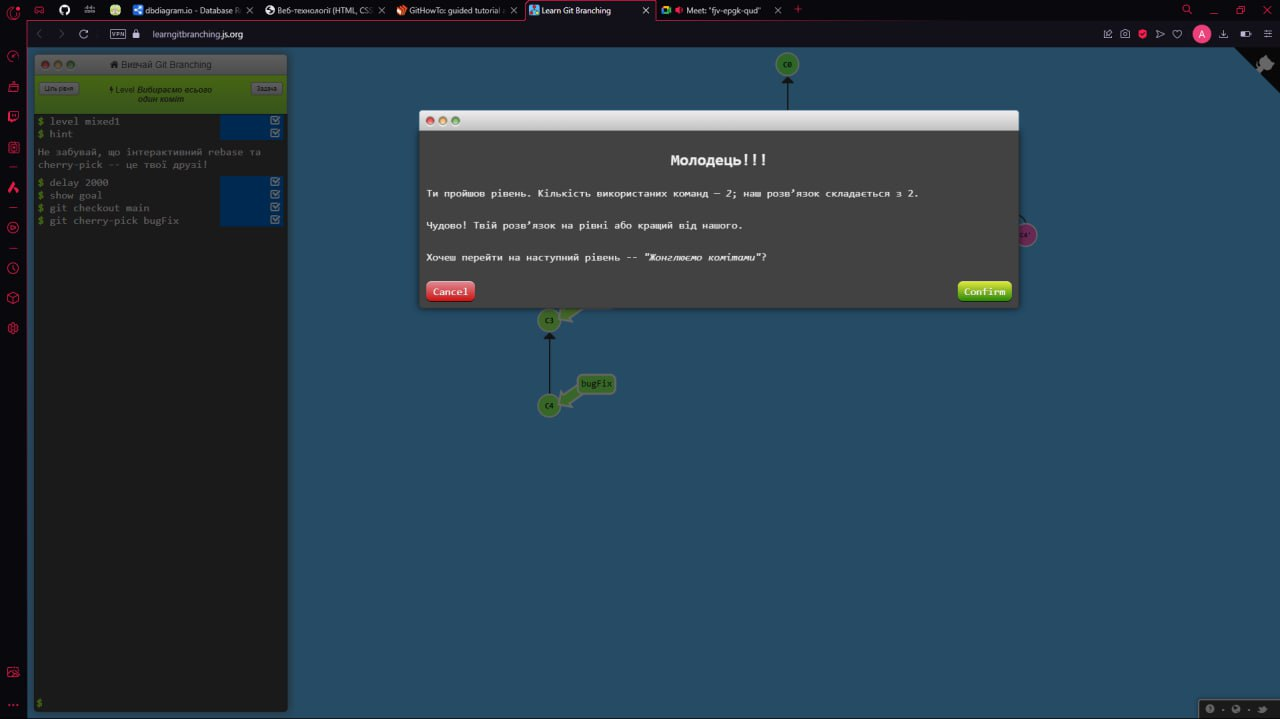 dbdiagram.io - Database R
Веб-технології (HTML, CSS
GitHowTo: guided tutorial
Learn Git Branching
Meet: "fjv-epgk-qud"
VPN
learngitbranching.js.org
A
Вивчай Git Branching
Ціль рівня
Level Вибираємо всього один коміт
Задача
$ level mixed1
$ hint
Не забувай, що інтерактивний rebase та
cherry-pick -- це твої друзі!
$ delay 2000
$ show goal
$ git checkout main
$ git cherry-pick bugFix
$
C0
Молодець!!!
Ти пройшов рівень. Кількість використаних команд – 2; наш розв’язок складається з 2.
Чудово! Твій розв’язок на рівні або кращий від нашого.
Хочеш перейти на наступний рівень -- "Жонглюємо комітами"?
Cancel
Confirm
C4'
C3
bugFix
C4